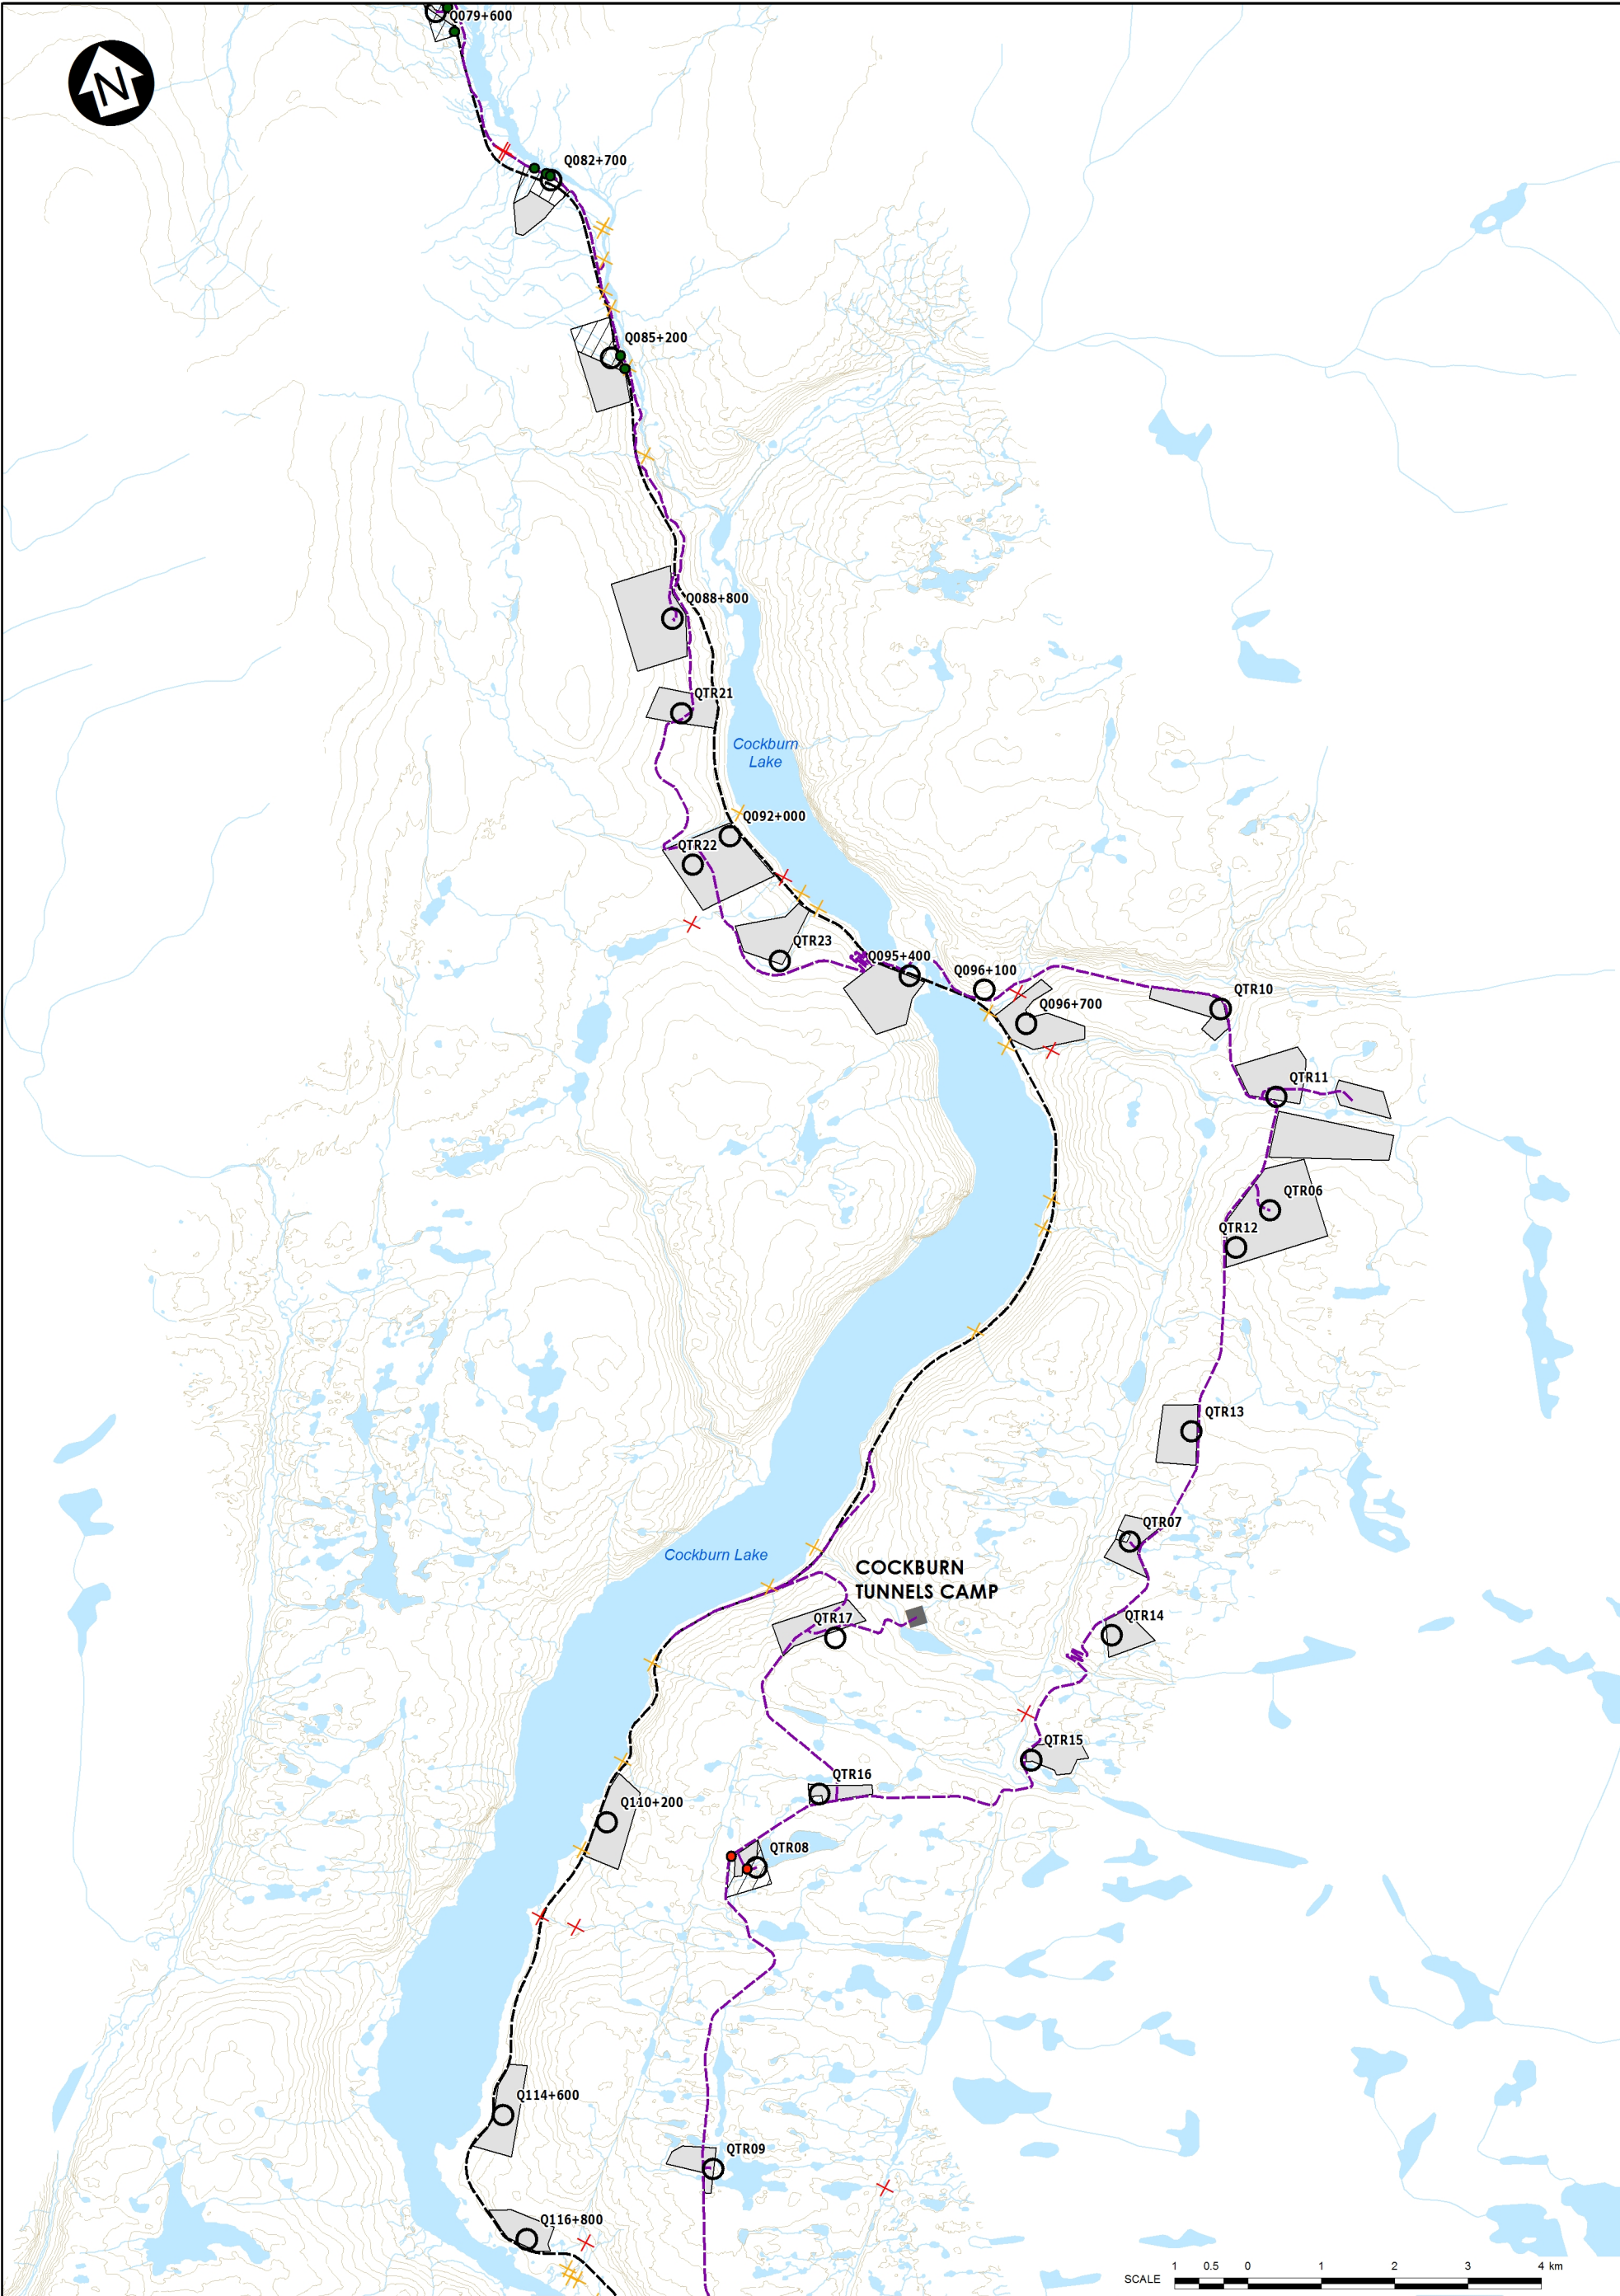 Q079+600
N
Q082+700
Q085+200
Q088+800
QTR21
Cockburn
Lake
Q092+000
QTR22
QTR23
Q095+400
Q096+100
QTR10
Q096+700
QTR11
QTR06
QTR12
QTR13
QTR07
Cockburn Lake
COCKBURN
TUNNELS CAMP
QTR17
QTR14
QTR15
QTR16
Q110+200
QTR08
Q114+600
QTR09
Q116+800
1 0.5 0 1 2 3 4 km
SCALE